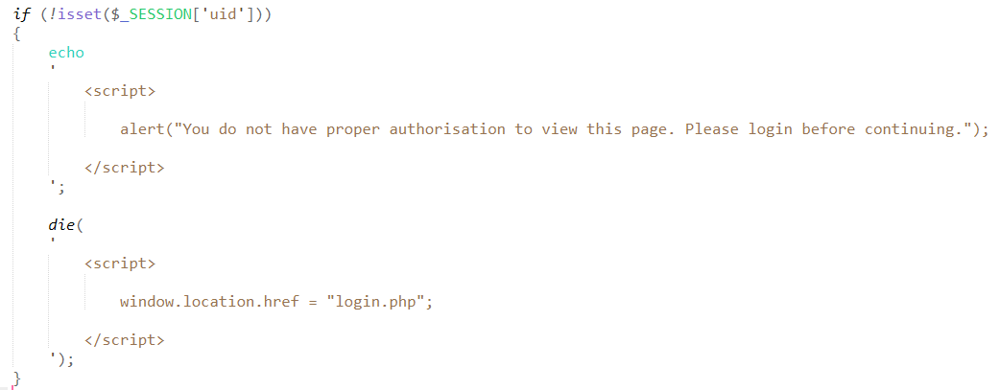 if (!isset($_SESSION['uid']))
{
echo
'
<script>
alert("You do not have proper authorisation to view this page. Please login before continuing.");
</script>
';
die(
'
<script>
window.location.href = "login.php";
</script>
');
}